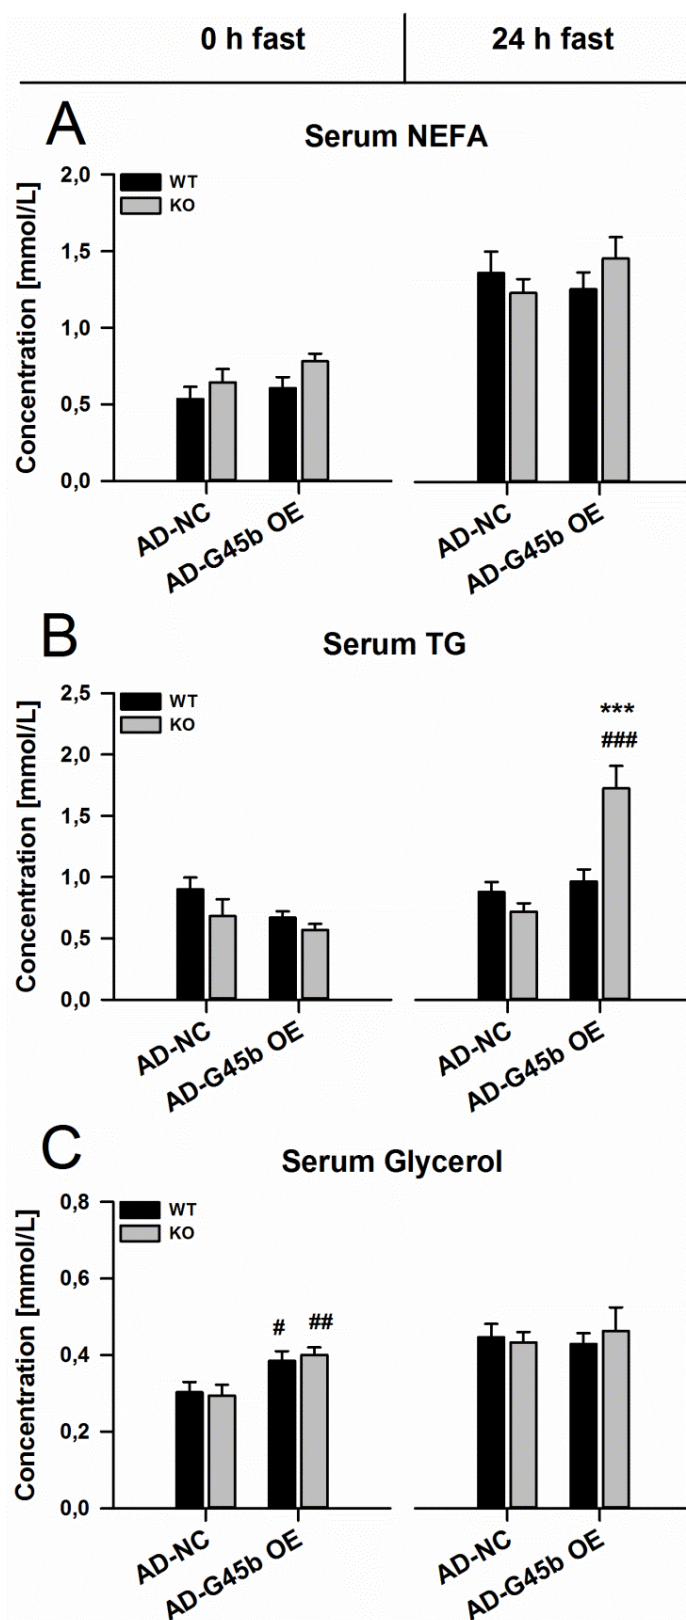 0 h fast
24 h fast
A
Serum NEFA
Concentration [mmol/L]
2,0
1,5
1,0
0,5
0,0
WT
KO
AD-NC
AD-G45b OE
AD-NC
AD-G45b OE
B
Serum TG
Concentration [mmol/L]
2,5
2,0
1,5
1,0
0,5
0,0
WT
KO
***
###
AD-NC
AD-G45b OE
AD-NC
AD-G45b OE
C
Serum Glycerol
Concentration [mmol/L]
0,8
0,6
0,4
0,2
0,0
WT
KO
#
##
AD-NC
AD-G45b OE
AD-NC
AD-G45b OE